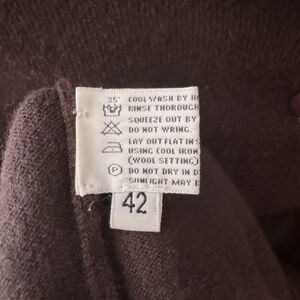 35° COOL WASH BY H
RINSE THOROUGH
SQUEEZE OUT BY
DO NOT WRING.
LAY OUT FLAT IN S
USING COOL IRON
(WOOL SETTING)
P DO NOT DRY IN D
SUNLIGHT MAY B
42